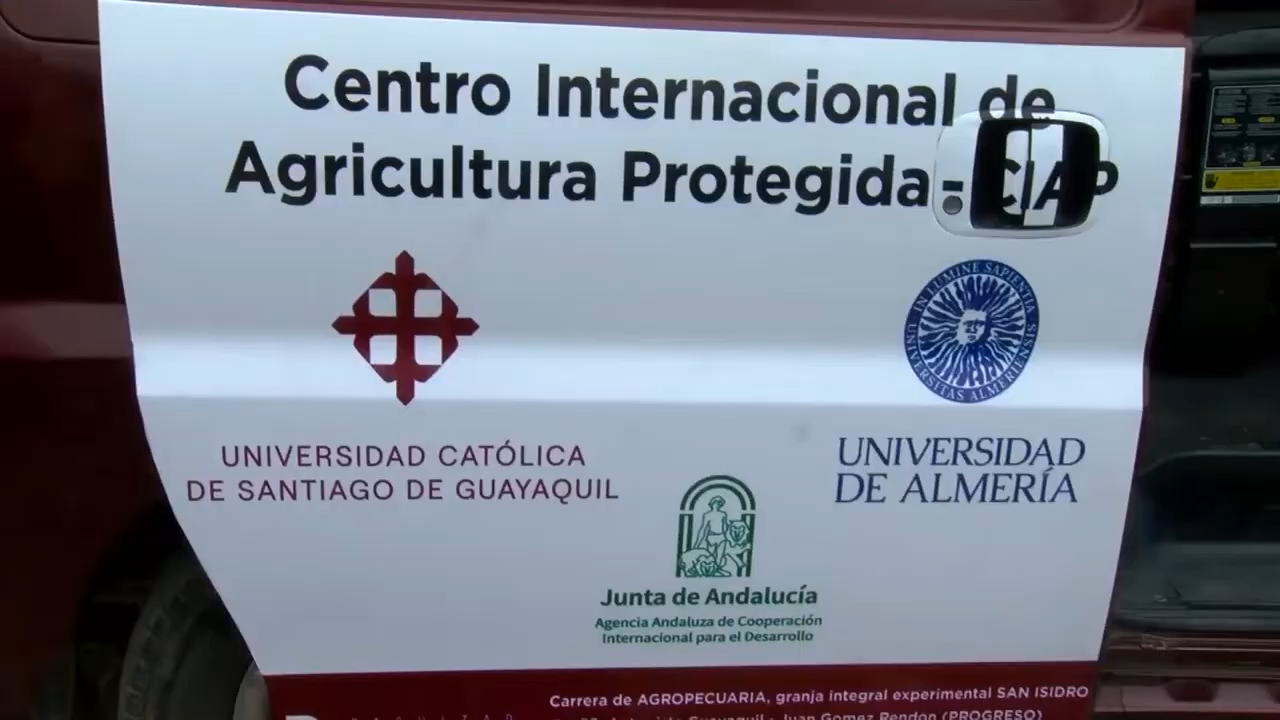 Centro Internacional de
Agricultura Protegida - CIAP
IN LUMINE SAPIENTIA
UNIVERSITAS ALMERIENSIS
UNIVERSIDAD CATÓLICA
DE SANTIAGO DE GUAYAQUIL
UNIVERSIDAD
DE ALMERÍA
Junta de Andalucía
Agencia Andaluza de Cooperación
Internacional para el Desarrollo
Carrera de AGROPECUARIA, granja integral experimental SAN ISIDRO
Guayaquil - Juan Gomez Rendon (PROGRESO)